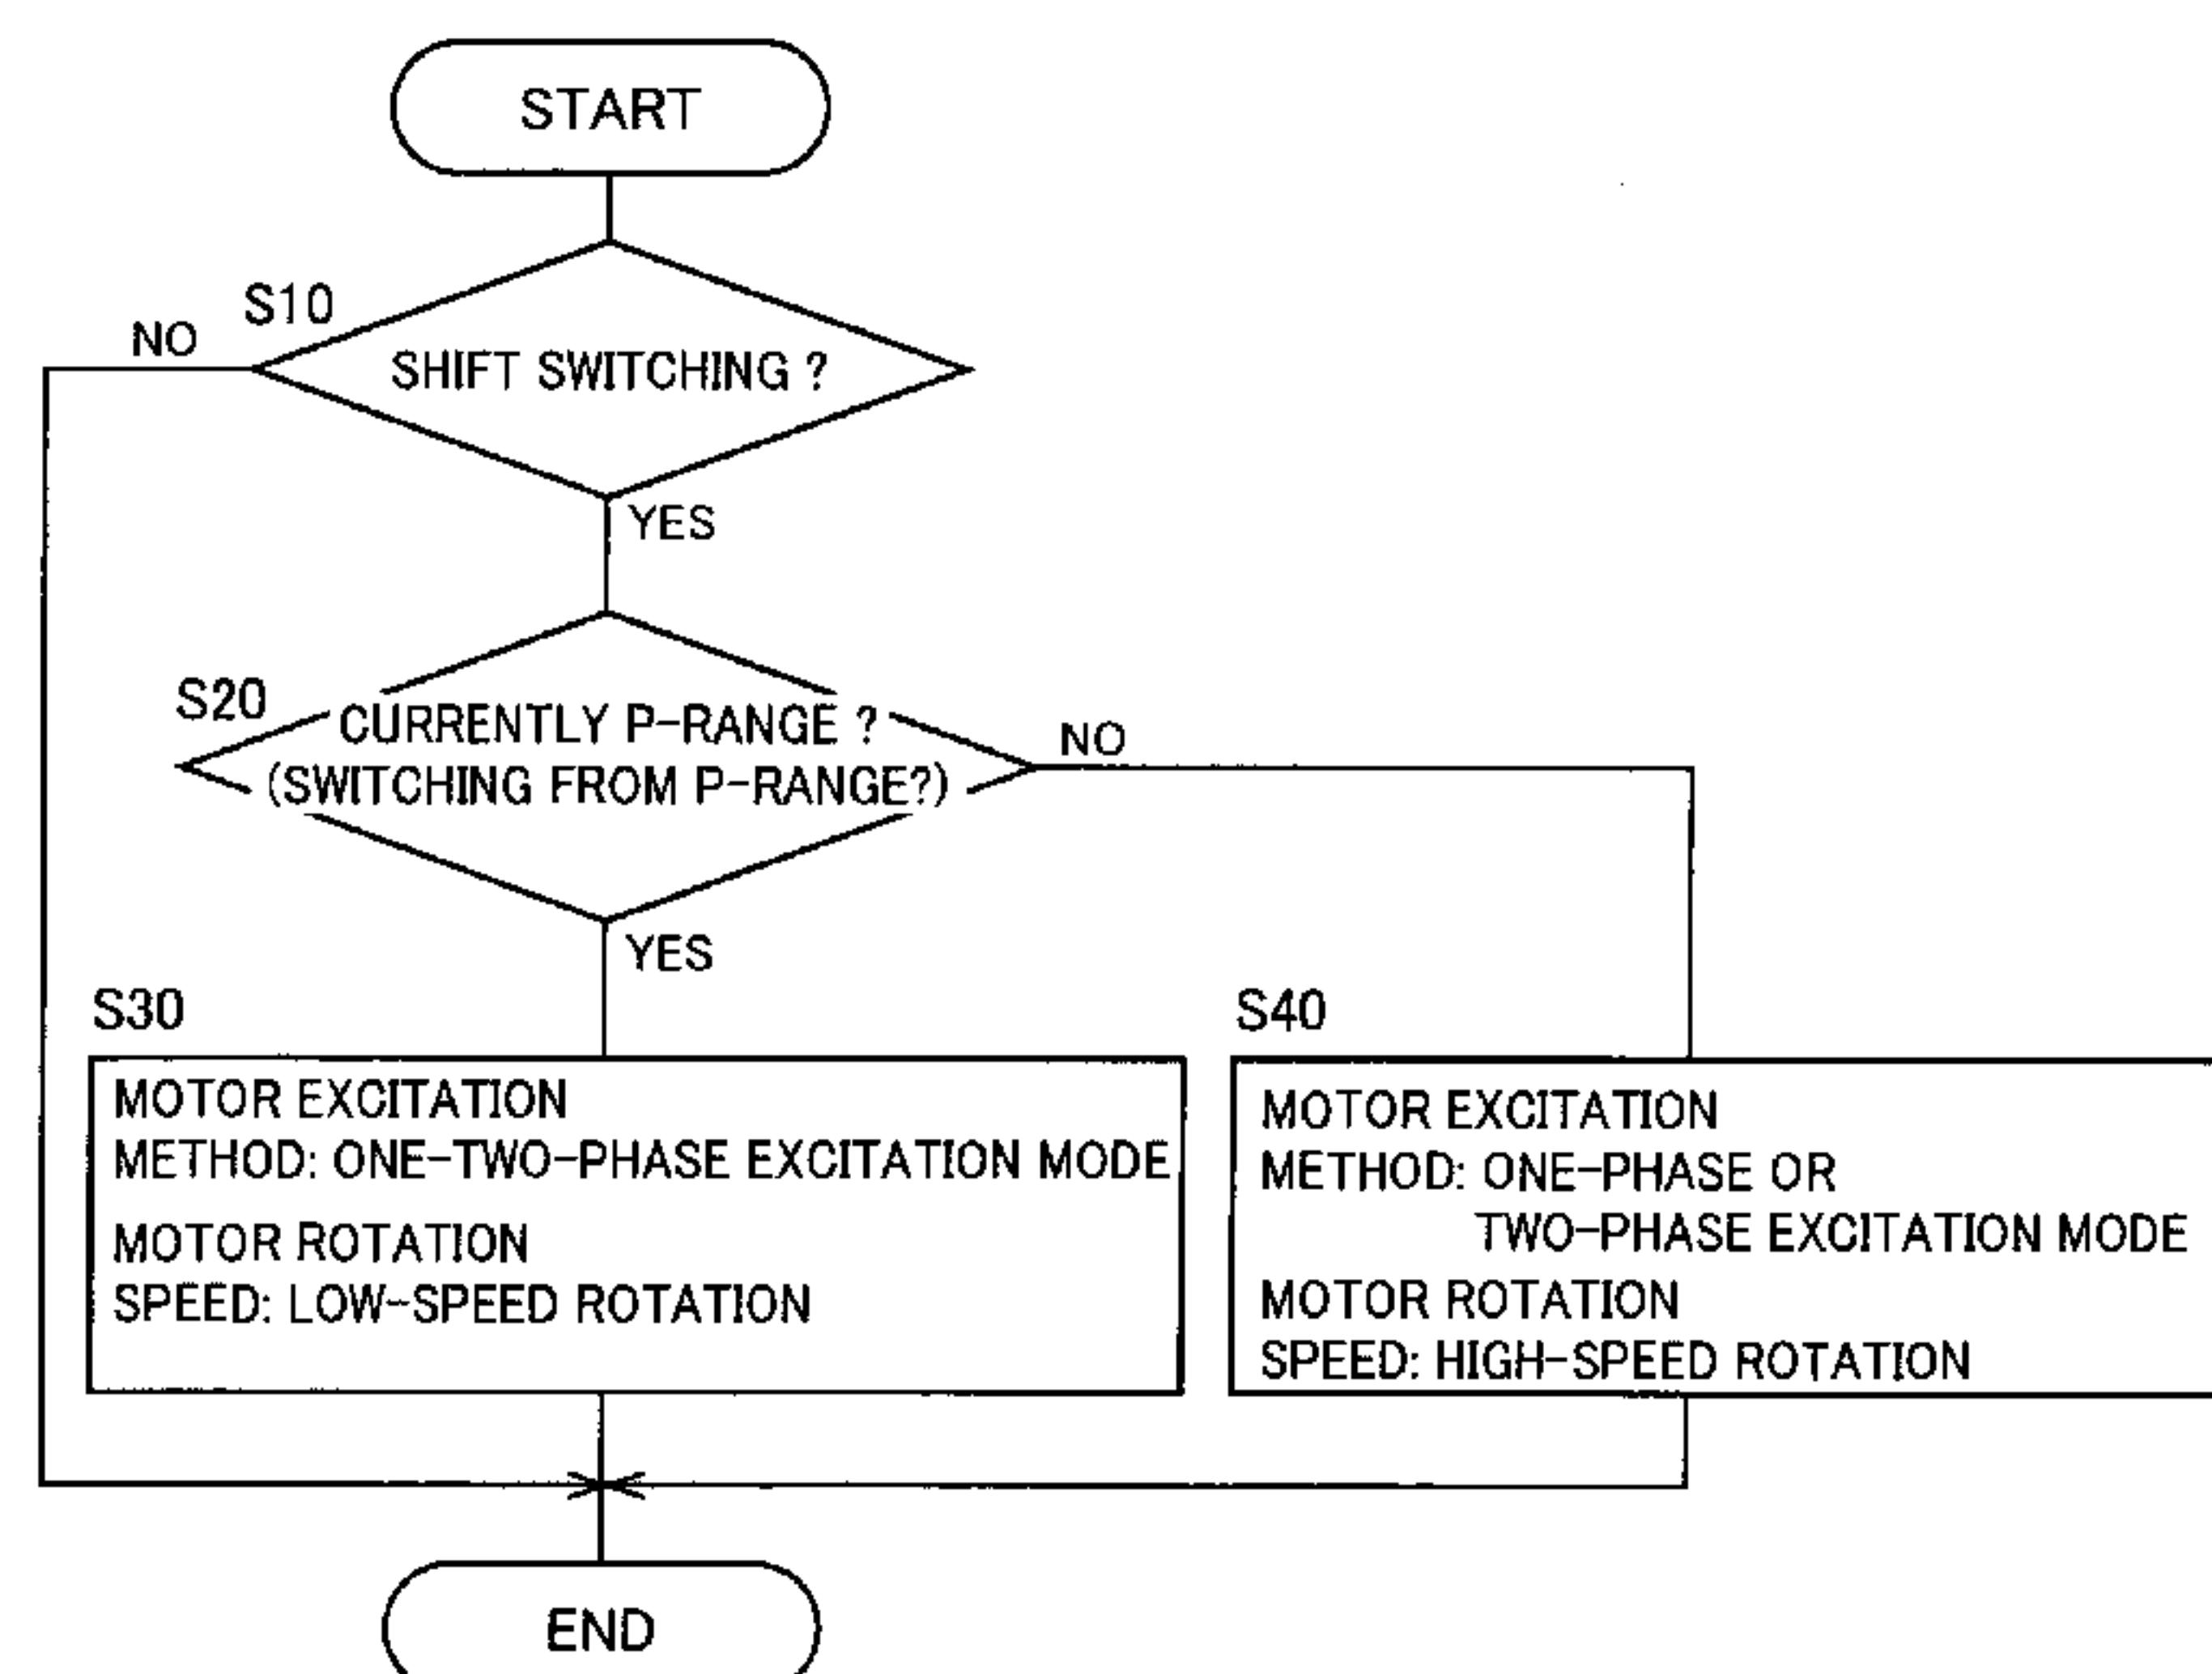 START
S10
NO
SHIFT SWITCHING ?
YES
S20
CURRENTLY P-RANGE ?
(SWITCHING FROM P-RANGE?)
NO
YES
S30
MOTOR EXCITATION
METHOD: ONE-TWO-PHASE EXCITATION MODE
MOTOR ROTATION
SPEED: LOW-SPEED ROTATION
S40
MOTOR EXCITATION
METHOD: ONE-PHASE OR
TWO-PHASE EXCITATION MODE
MOTOR ROTATION
SPEED: HIGH-SPEED ROTATION
END